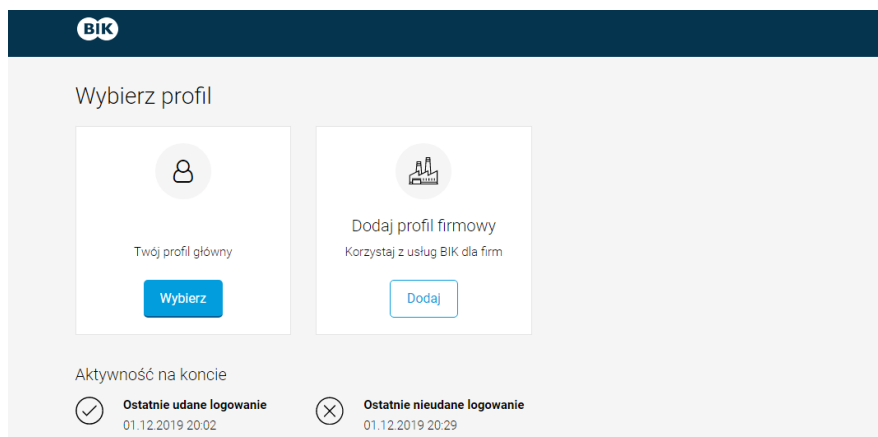 BIK
Wybierz profil
Twój profil główny
Wybierz
Dodaj profil firmowy
Korzystaj z usług BIK dla firm
Dodaj
Aktywność na koncie
Ostatnie udane logowanie
01.12.2019 20:02
Ostatnie nieudane logowanie
01.12.2019 20:29